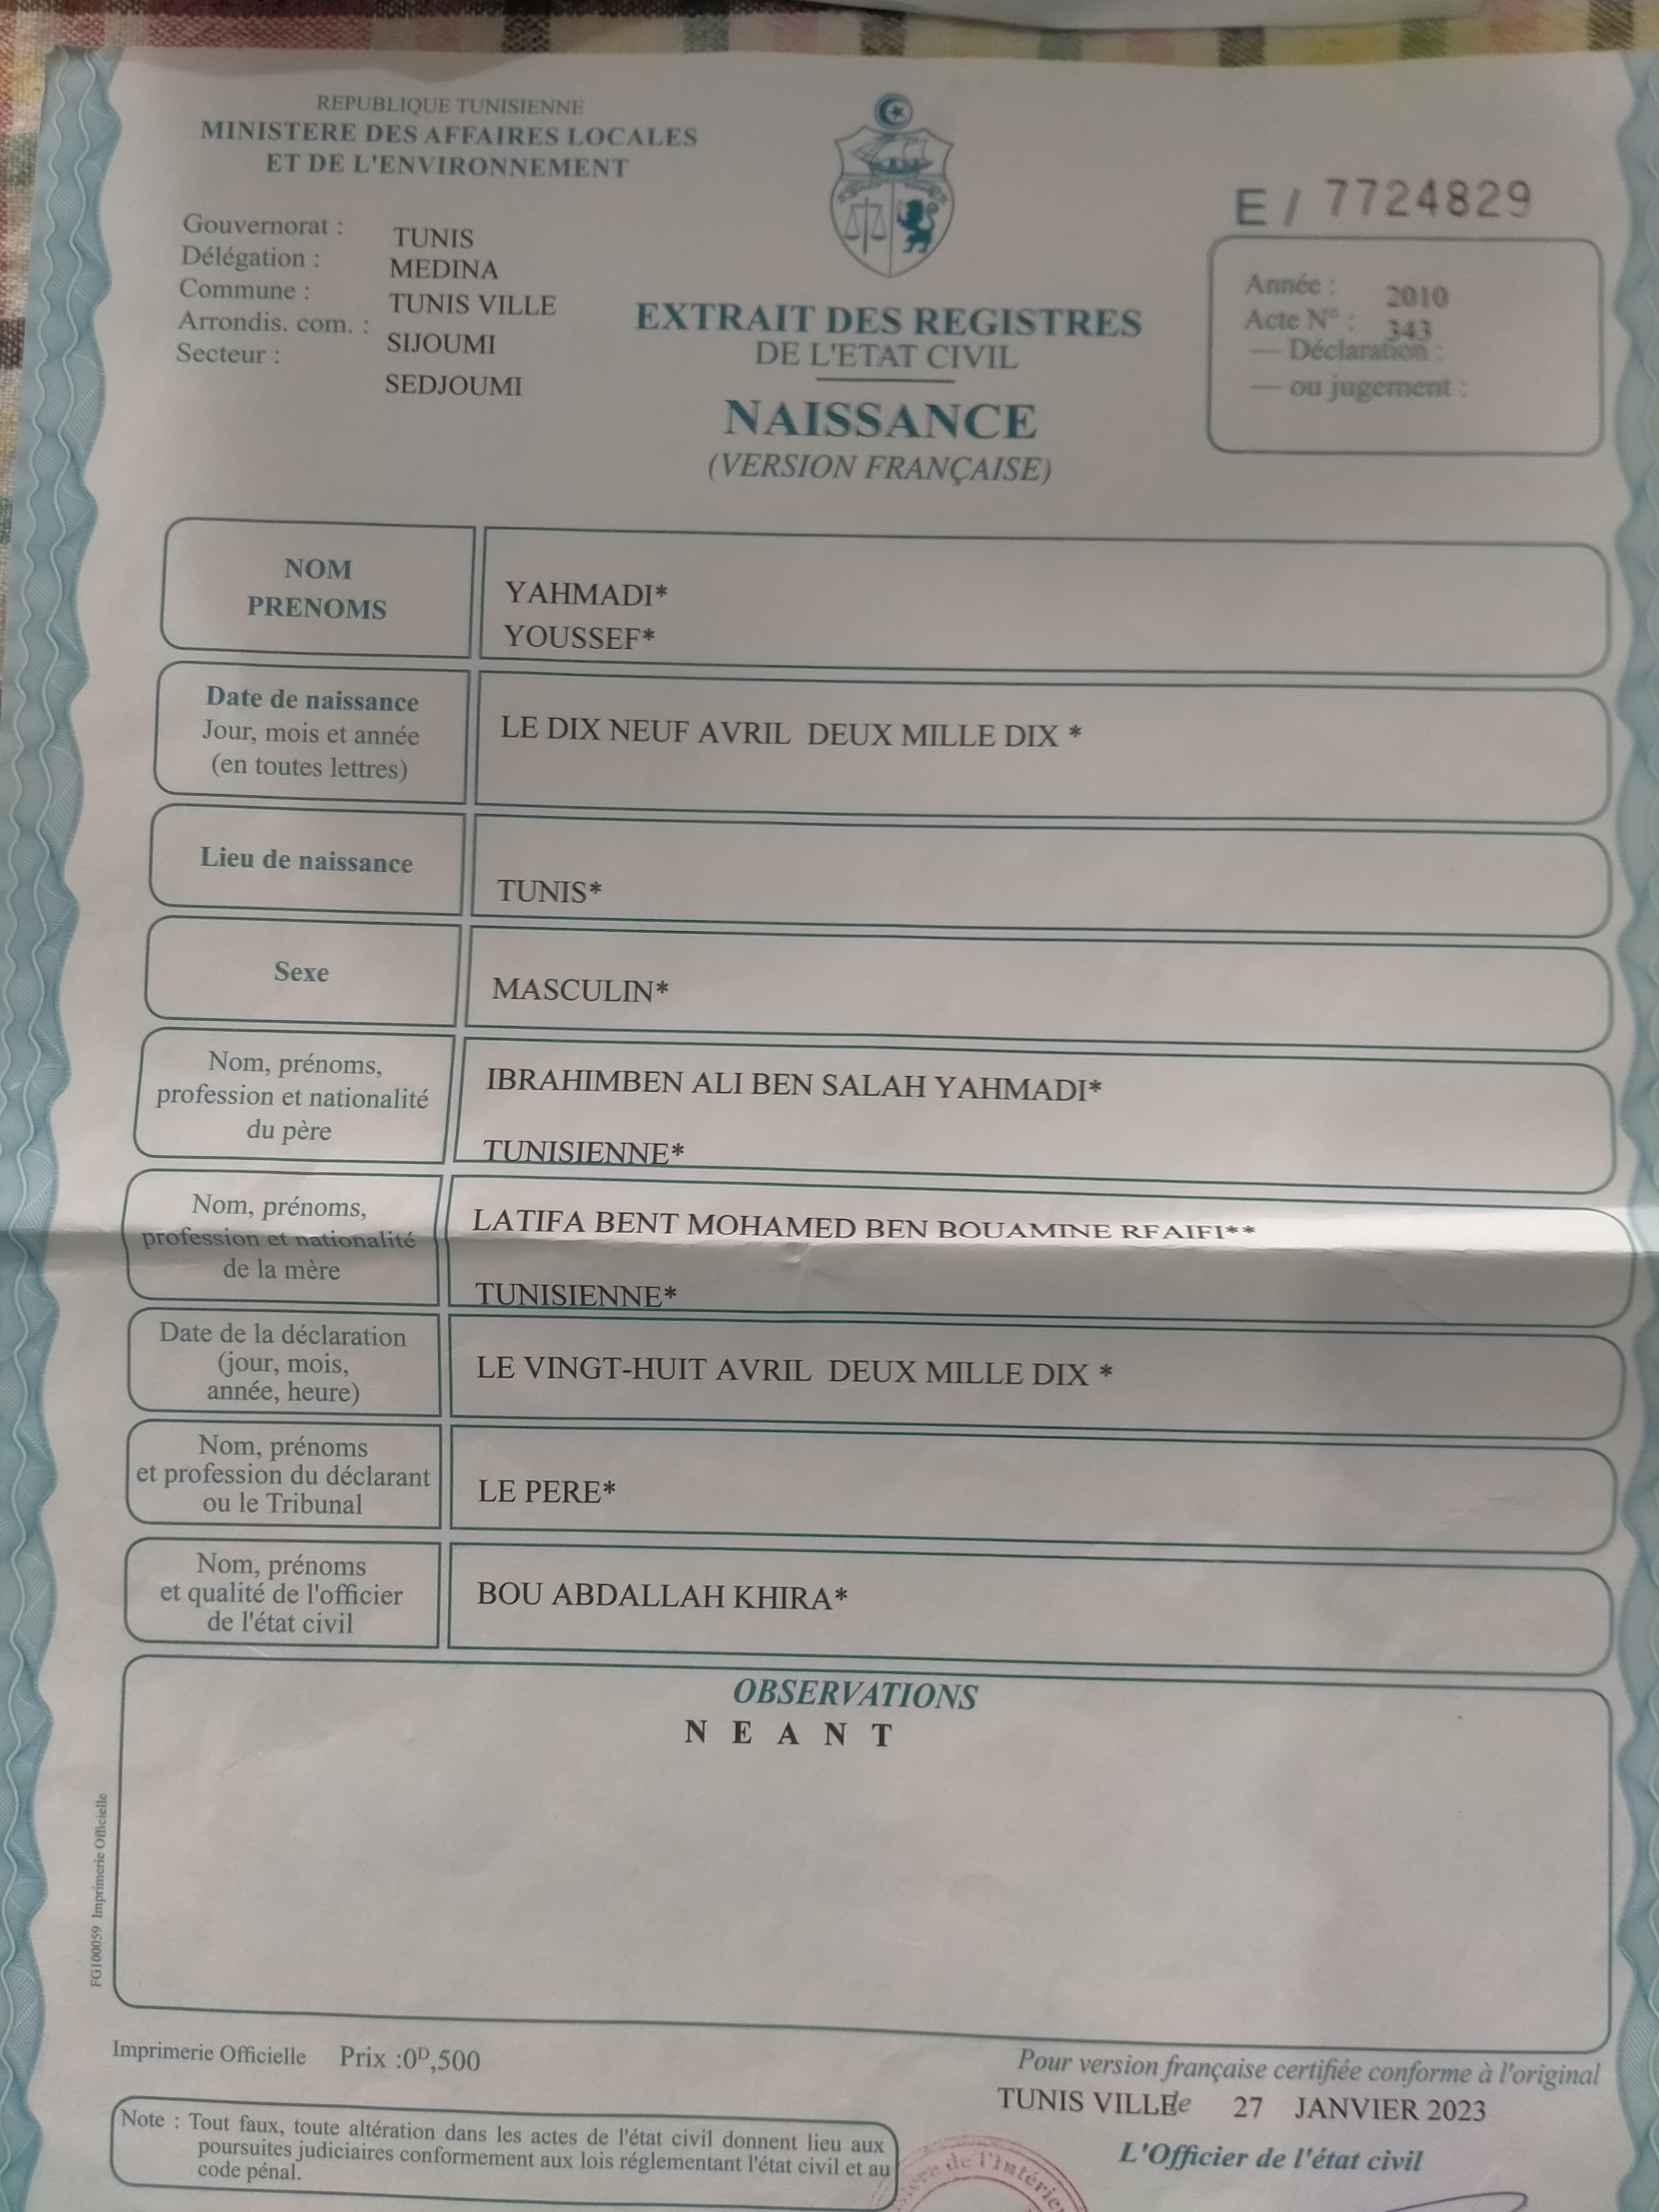 REPUBLIQUE TUNISIENNE
MINISTERE DES AFFAIRES LOCALES
ET DE L'ENVIRONNEMENT
Gouvernorat : TUNIS
Délégation : MEDINA
Commune : TUNIS VILLE
Arrondis. com. : SIJOUMI
Secteur : SEDJOUMI
E / 7724829
Année : 2010
Acte N° : 343
— Déclaration :
— ou jugement :
EXTRAIT DES REGISTRES
DE L'ETAT CIVIL
NAISSANCE
(VERSION FRANÇAISE)
NOM
PRENOMS
YAHMADI*
YOUSSEF*
Date de naissance
Jour, mois et année
(en toutes lettres)
LE DIX NEUF AVRIL DEUX MILLE DIX *
Lieu de naissance
TUNIS*
Sexe
MASCULIN*
Nom, prénoms,
profession et nationalité
du père
IBRAHIMBEN ALI BEN SALAH YAHMADI*
TUNISIENNE*
Nom, prénoms,
profession et nationalité
de la mère
LATIFA BENT MOHAMED BEN BOUAMINE RFAIFI**
TUNISIENNE*
Date de la déclaration
(jour, mois,
année, heure)
LE VINGT-HUIT AVRIL DEUX MILLE DIX *
Nom, prénoms
et profession du déclarant
ou le Tribunal
LE PERE*
Nom, prénoms
et qualité de l'officier
de l'état civil
BOU ABDALLAH KHIRA*
OBSERVATIONS
N E A N T
FG100059 Imprimerie Officielle
Imprimerie Officielle Prix :0D,500
Pour version française certifiée conforme à l'original
TUNIS VILLE le 27 JANVIER 2023
L'Officier de l'état civil
Note : Tout faux, toute altération dans les actes de l'état civil donnent lieu aux
poursuites judiciaires conformement aux lois réglementant l'état civil et au
code pénal.
de l'Intérieur